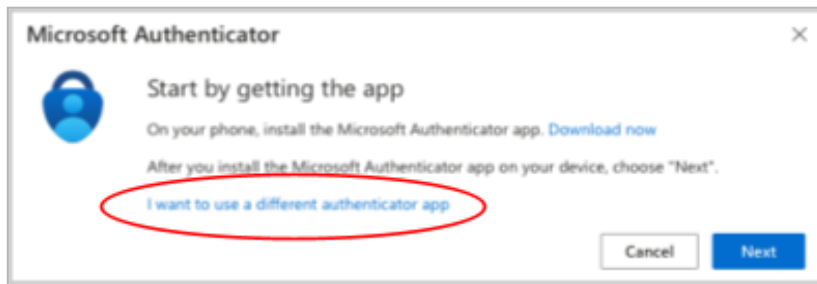 Microsoft Authenticator
Start by getting the app
On your phone, install the Microsoft Authenticator app. Download now
After you install the Microsoft Authenticator app on your device, choose "Next".
I want to use a different authenticator app
Cancel Next